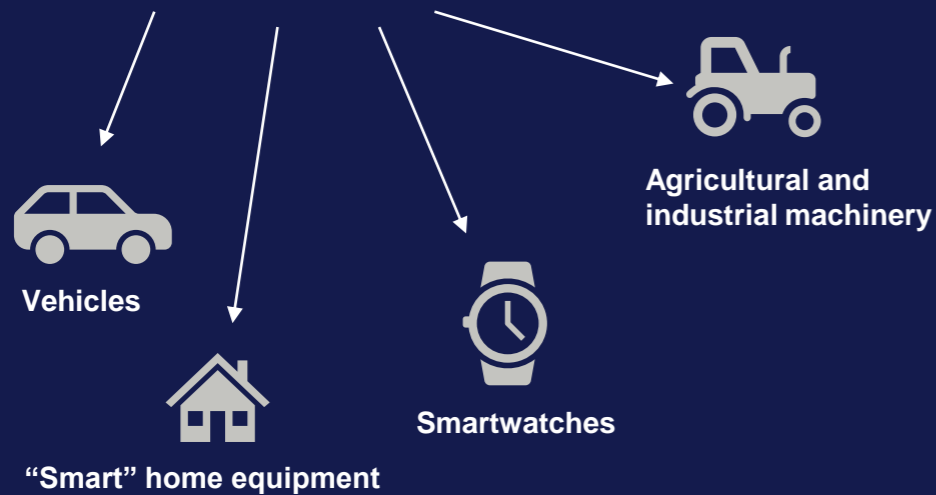 Agricultural and
industrial machinery
Vehicles
Smartwatches
“Smart” home equipment